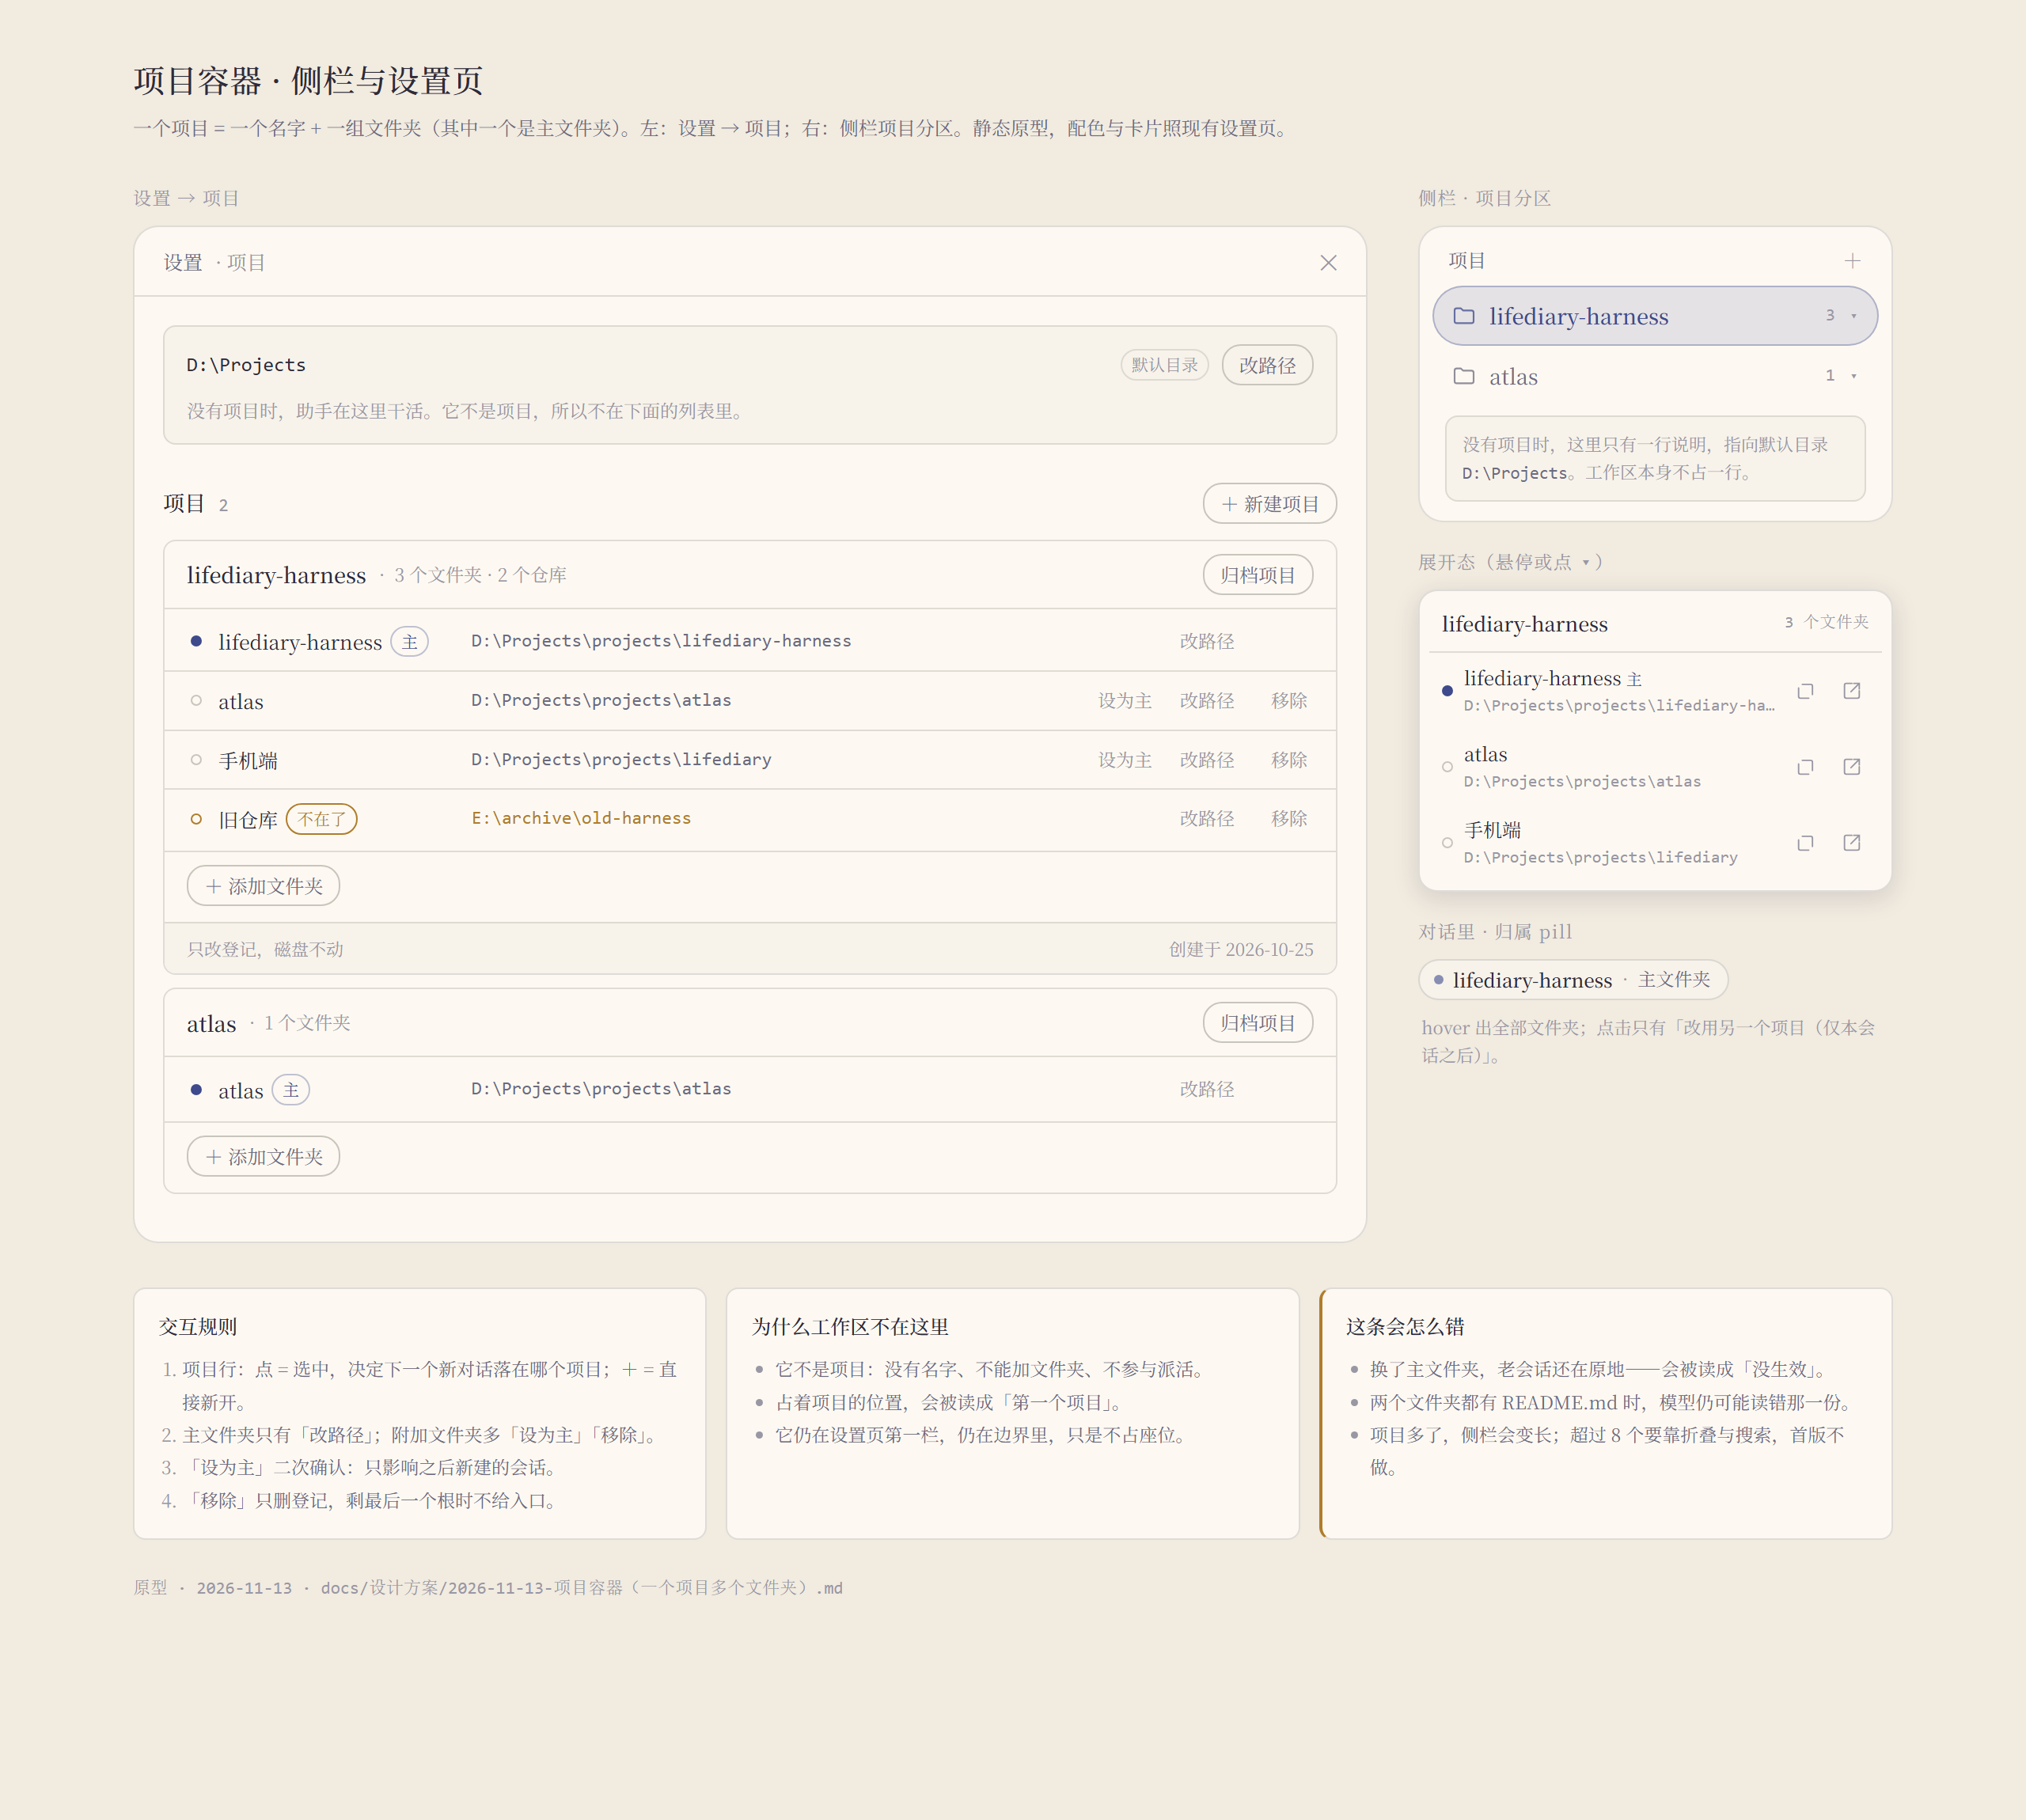 项目容器 · 侧栏与设置页
一个项目 = 一个名字 + 一组文件夹（其中一个是主文件夹）。左：设置 → 项目；右：侧栏项目分区。静态原型，配色与卡片照现有设置页。
设置 → 项目
设置 · 项目
D:\Projects
默认目录
改路径
没有项目时，助手在这里干活。它不是项目，所以不在下面的列表里。
项目 2
＋ 新建项目
lifediary-harness · 3 个文件夹 · 2 个仓库
归档项目
lifediary-harness 主 D:\Projects\projects\lifediary-harness 改路径
atlas D:\Projects\projects\atlas 设为主 改路径 移除
手机端 D:\Projects\projects\lifediary 设为主 改路径 移除
旧仓库 不在了 E:\archive\old-harness 改路径 移除
＋ 添加文件夹
只改登记，磁盘不动 创建于 2026-10-25
atlas · 1 个文件夹
归档项目
atlas 主 D:\Projects\projects\atlas 改路径
＋ 添加文件夹
侧栏 · 项目分区
项目 ＋
lifediary-harness 3 ▾
atlas 1 ▾
没有项目时，这里只有一行说明，指向默认目录
D:\Projects。工作区本身不占一行。
展开态（悬停或点 ▾）
lifediary-harness 3 个文件夹
lifediary-harness 主
D:\Projects\projects\lifediary-ha…
atlas
D:\Projects\projects\atlas
手机端
D:\Projects\projects\lifediary
对话里 · 归属 pill
lifediary-harness · 主文件夹
hover 出全部文件夹；点击只有「改用另一个项目（仅本会
话之后）」。
交互规则
1. 项目行：点 = 选中，决定下一个新对话落在哪个项目；＋ = 直
接新开。
2. 主文件夹只有「改路径」；附加文件夹多「设为主」「移除」。
3. 「设为主」二次确认：只影响之后新建的会话。
4. 「移除」只删登记，剩最后一个根时不给入口。
为什么工作区不在这里
• 它不是项目：没有名字、不能加文件夹、不参与派活。
• 占着项目的位置，会被读成「第一个项目」。
• 它仍在设置页第一栏，仍在边界里，只是不占座位。
这条会怎么错
• 换了主文件夹，老会话还在原地——会被读成「没生效」。
• 两个文件夹都有 README.md 时，模型仍可能读错那一份。
• 项目多了，侧栏会变长；超过 8 个要靠折叠与搜索，首版不
做。
原型 · 2026-11-13 · docs/设计方案/2026-11-13-项目容器（一个项目多个文件夹）.md